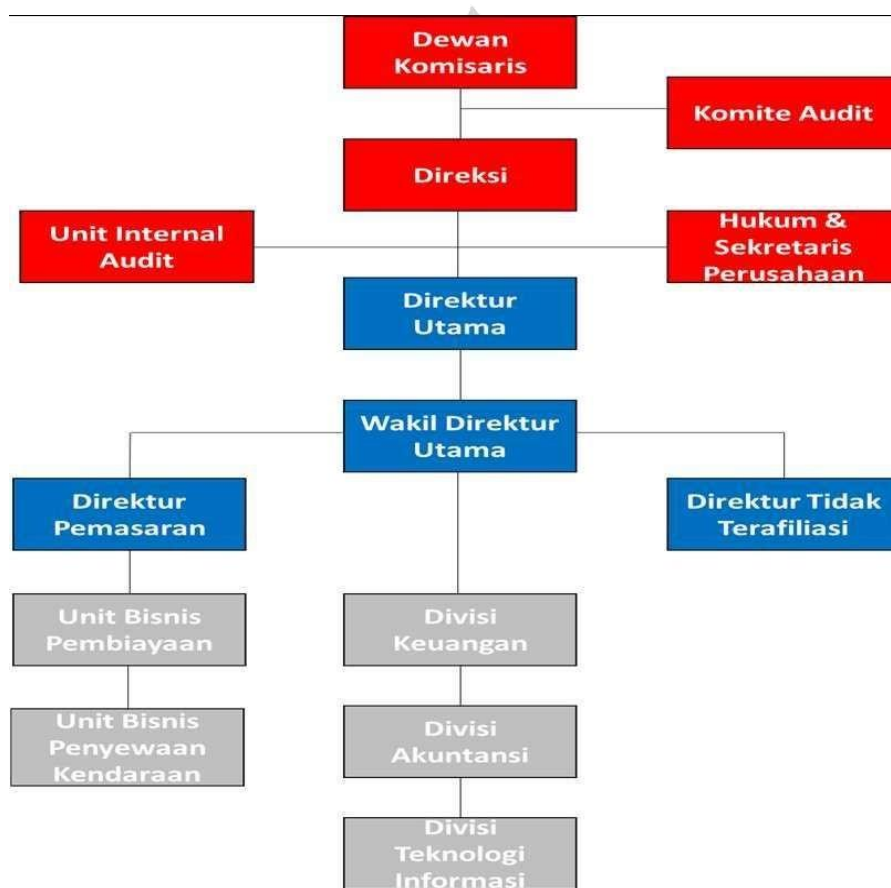 Dewan
Komisaris
Komite Audit
Direksi
Unit Internal
Audit
Hukum &
Sekretaris
Perusahaan
Direktur
Utama
Wakil Direktur
Utama
Direktur
Pemasaran
Direktur Tidak
Terafiliasi
Unit Bisnis
Pembiayaan
Divisi
Keuangan
Unit Bisnis
Penyewaan
Kendaraan
Divisi
Akuntansi
Divisi
Teknologi
Informasi